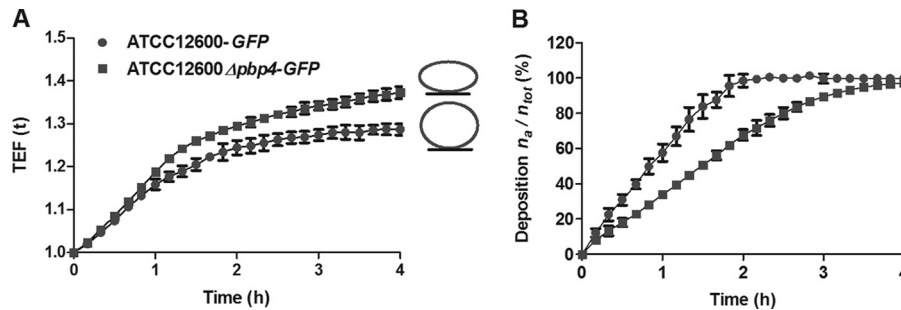 A
TEF (t)
1.5
1.4
1.3
1.2
1.1
1.0
ATCC12600-GFP
ATCC12600Δpbp4-GFP
0 1 2 3 4
Time (h)
B
Deposition na / ntot (%)
120
100
80
60
40
20
0
0 1 2 3 4
Time (h)